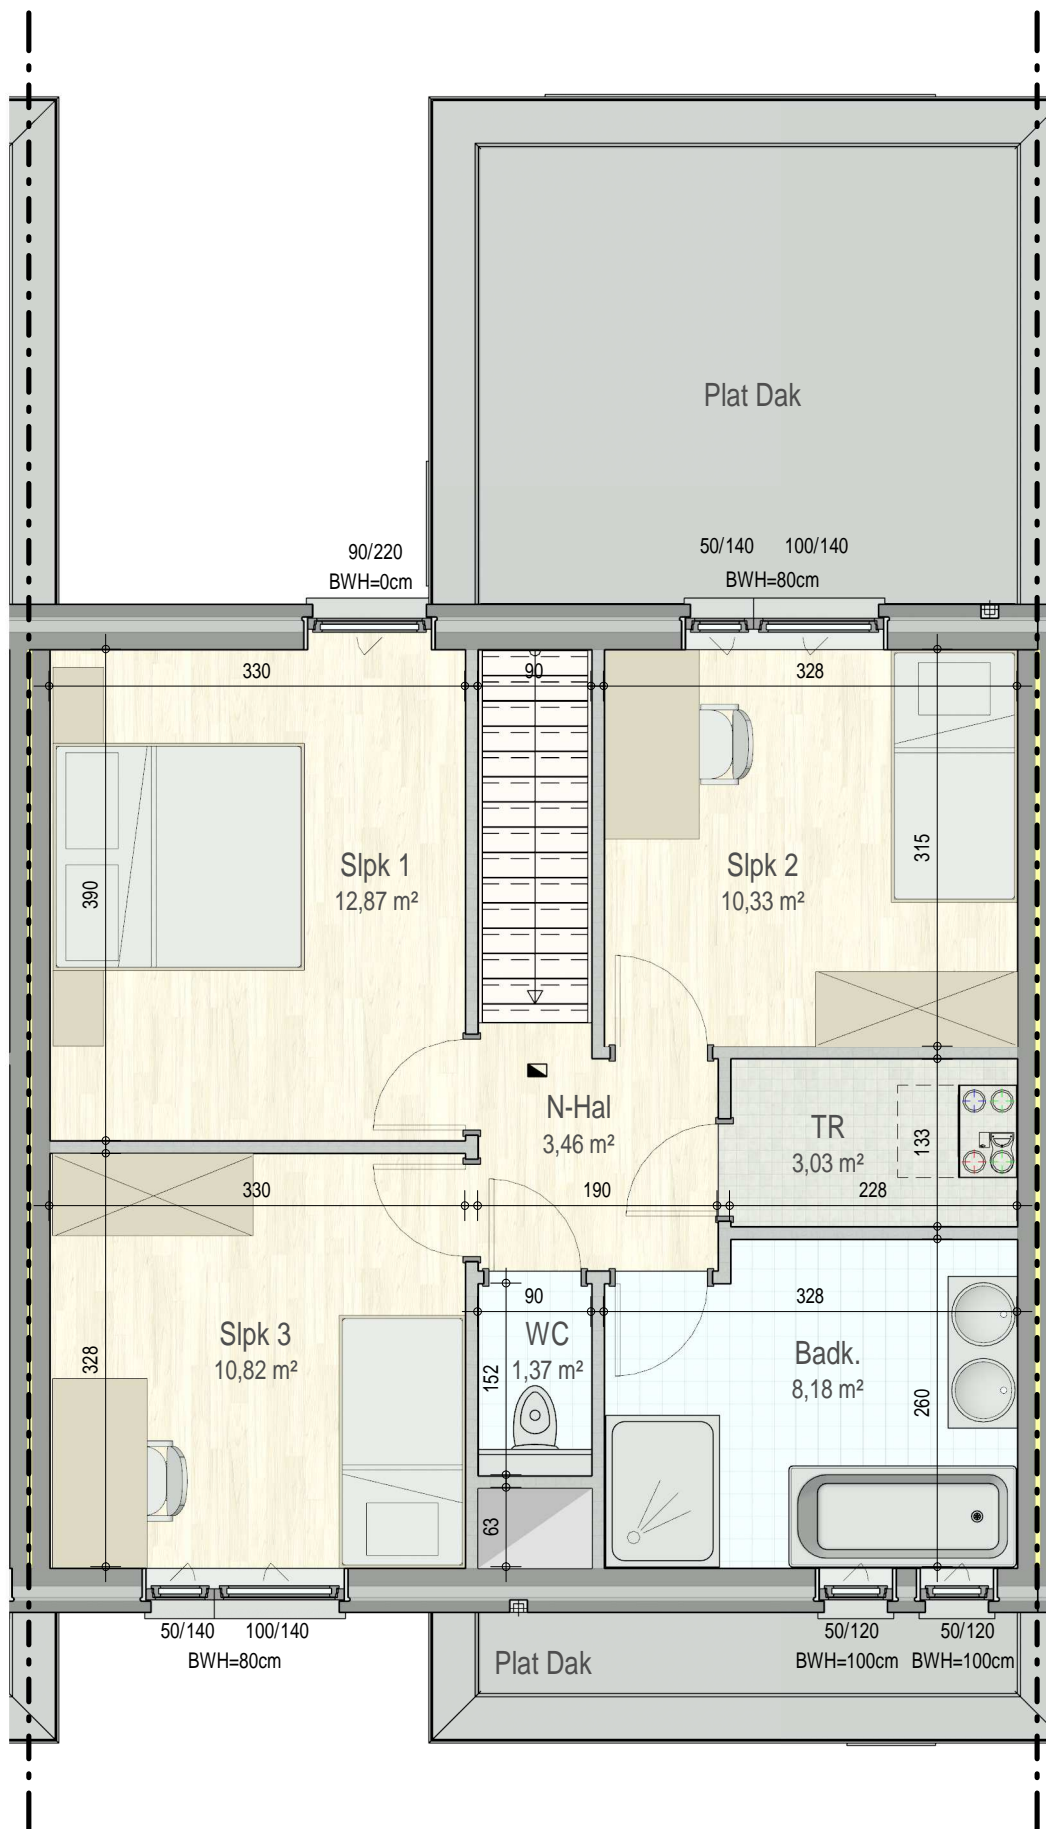 Plat Dak
90/220
BWH=0cm
50/140 100/140
BWH=80cm
330
90
328
Slpk 1
12,87 m²
390
Slpk 2
10,33 m²
315
N-Hal
3,46 m²
TR
3,03 m²
133
330
190
228
90
328
Slpk 3
10,82 m²
328
WC
1,37 m²
152
Badk.
8,18 m²
260
63
50/140 100/140
BWH=80cm
Plat Dak
50/120
BWH=100cm
50/120
BWH=100cm